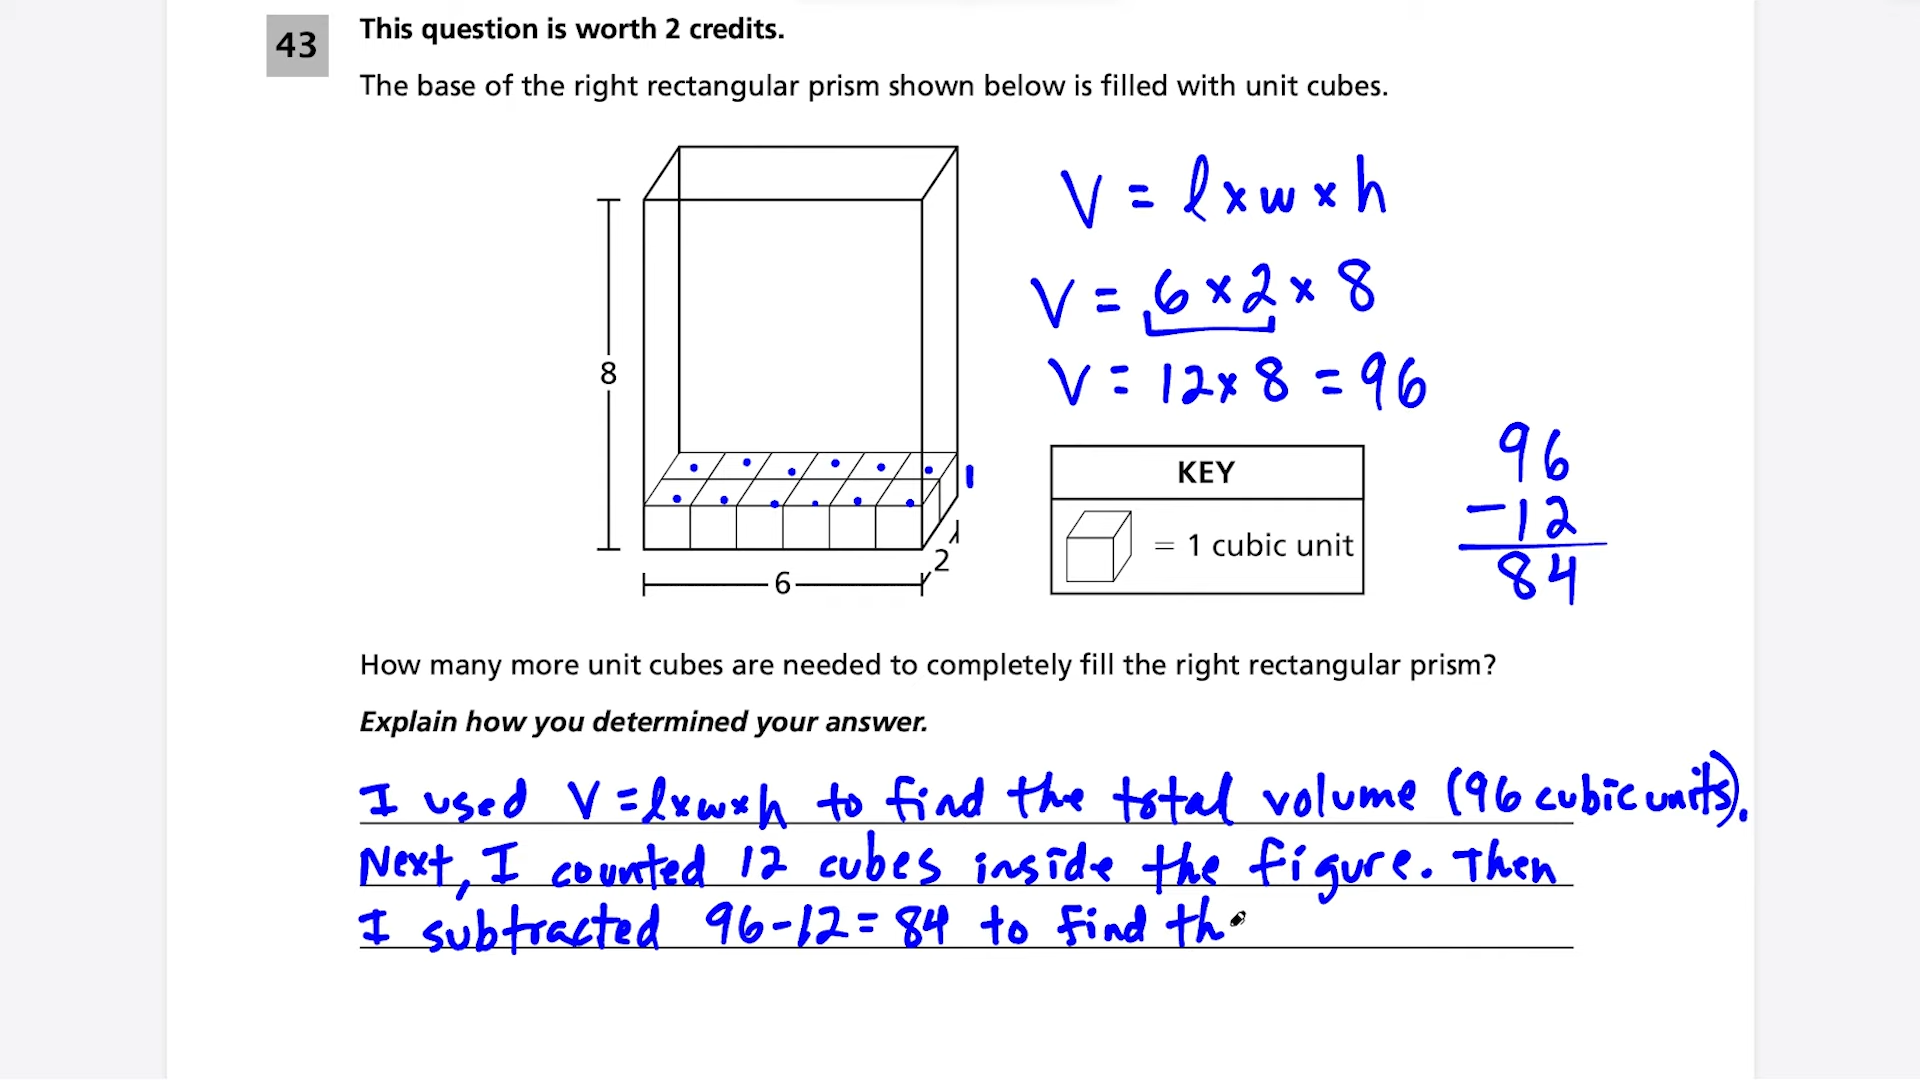 43
This question is worth 2 credits.
The base of the right rectangular prism shown below is filled with unit cubes.
8
6
2
1
V = l x w x h
V = 6 x 2 x 8
V = 12 x 8 = 96
KEY
= 1 cubic unit
96
-12
84
How many more unit cubes are needed to completely fill the right rectangular prism?
Explain how you determined your answer.
I used V = l x w x h to find the total volume (96 cubic units).
Next, I counted 12 cubes inside the figure. Then
I subtracted 96-12 = 84 to find th